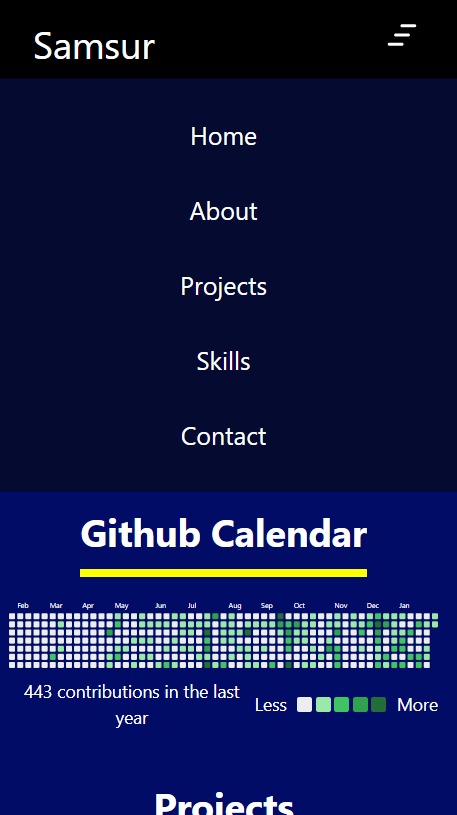 Samsur
Home
About
Projects
Skills
Contact
Github Calendar
Feb Mar Apr May Jun Jul Aug Sep Oct Nov Dec Jan
443 contributions in the last
year
Less More
Projects